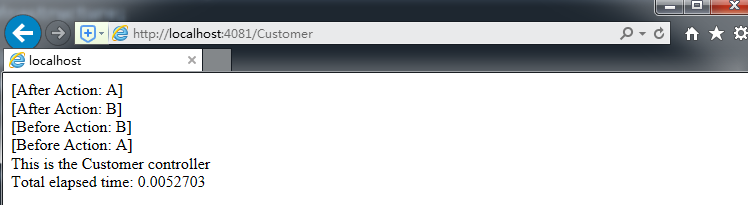 http://localhost:4081/Customer
localhost
[After Action: A]
[After Action: B]
[Before Action: B]
[Before Action: A]
This is the Customer controller
Total elapsed time: 0.0052703